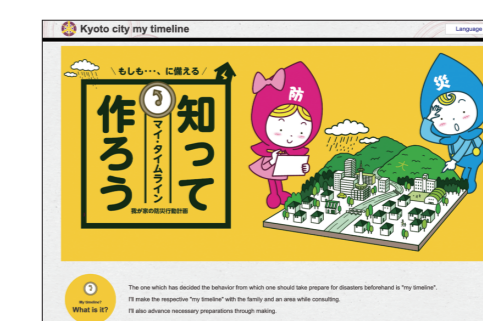 Kyoto city my timeline
Language
もしも・・・、に備える
知って
マイ・タイムライン
作ろう
我が家の防災行動計画
防
災
My timeline?
What is it?
The one which has decided the behavior from which one should take prepare for disasters beforehand is "my timeline".
I'll make the respective "my timeline" with the family and an area while consulting.
I'll also advance necessary preparations through making.